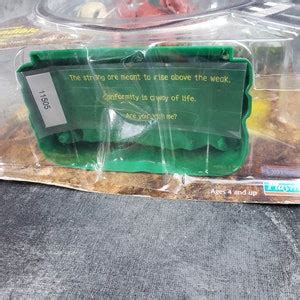 The strong are meant to rise above the weak.
Conformity is a way of life.
Are you with me?
11505
Ages 4 and up